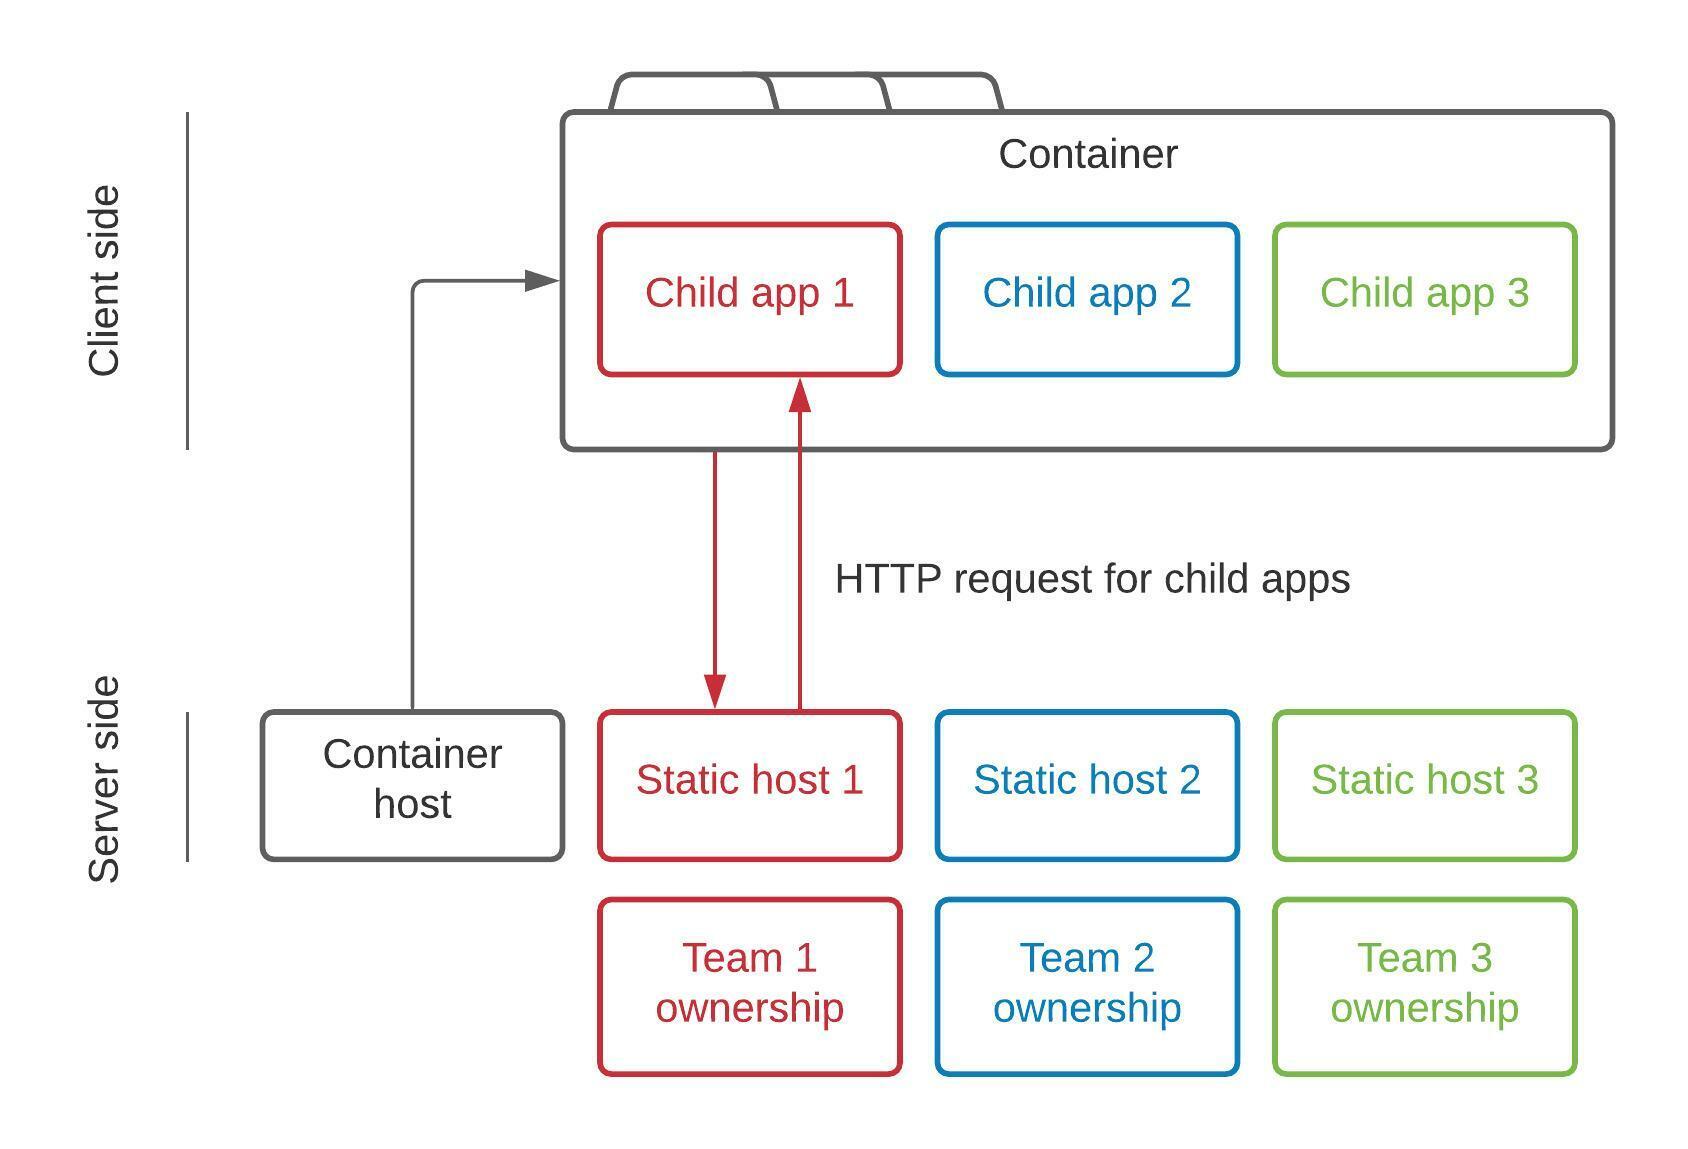 Client side
Container
Child app 1
Child app 2
Child app 3
HTTP request for child apps
Server side
Container
host
Static host 1
Static host 2
Static host 3
Team 1
ownership
Team 2
ownership
Team 3
ownership